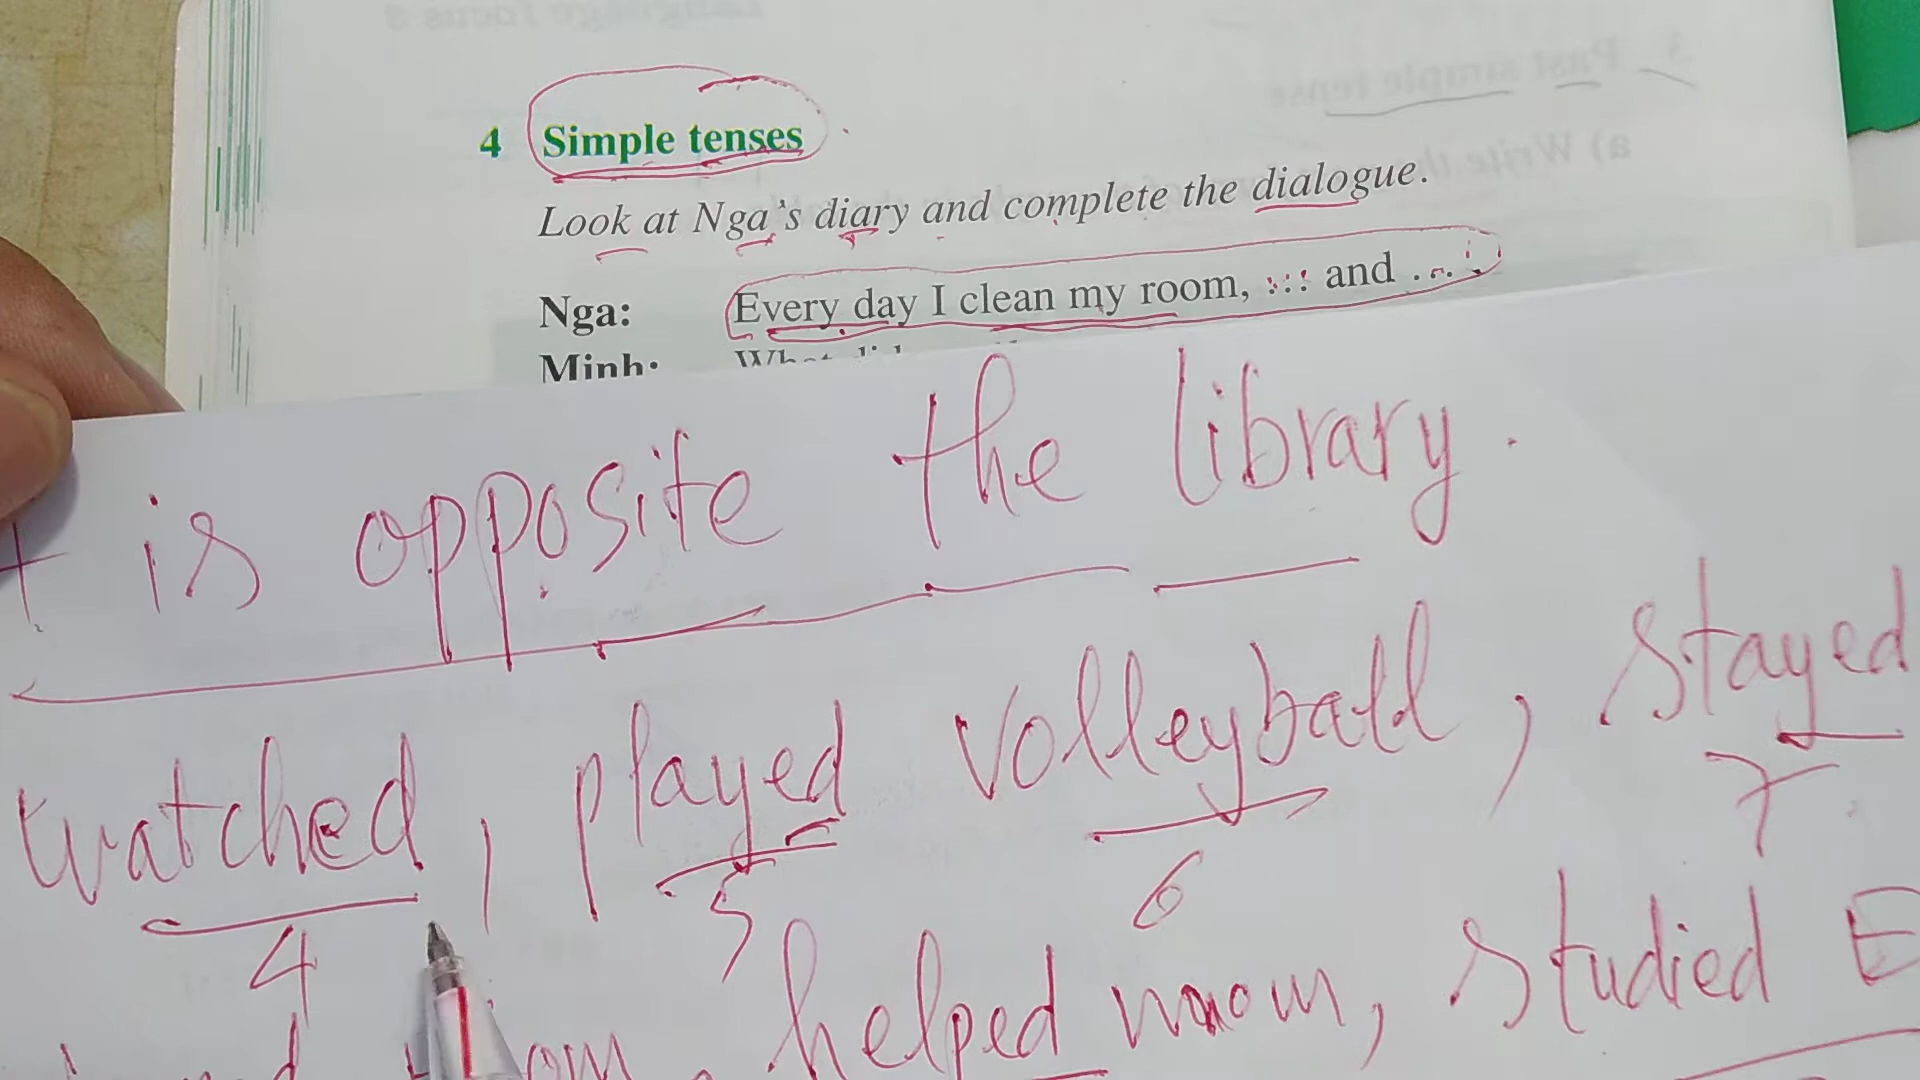 4 Simple tenses
Look at Nga's diary and complete the dialogue.
Nga: Every day I clean my room, ... and ... .
Minh:
is opposite the library.
watched, played volleyball, stayed
4 5 6 7
helped mom, studied E